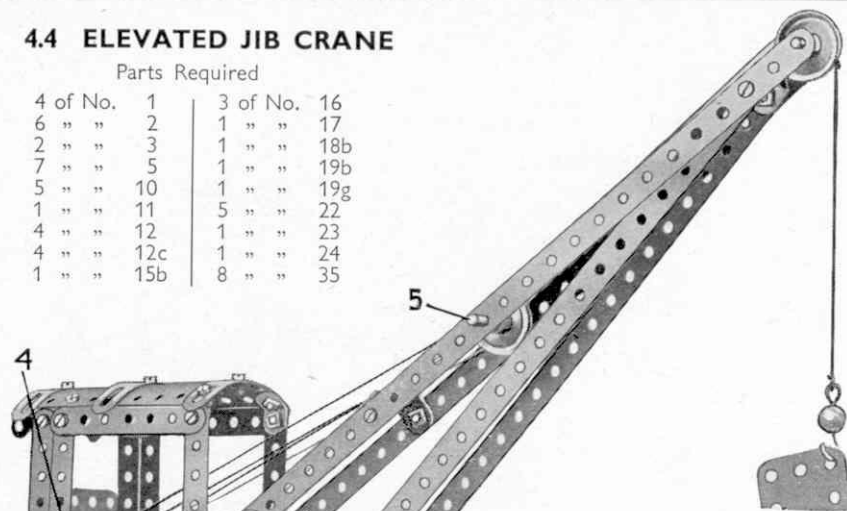 4.4 ELEVATED JIB CRANE
Parts Required
4 of No. 1 3 of No. 16
6 „ „ 2 1 „ „ 17
2 „ „ 3 1 „ „ 18b
7 „ „ 5 1 „ „ 19b
5 „ „ 10 1 „ „ 19g
1 „ „ 11 5 „ „ 22
4 „ „ 12 1 „ „ 23
4 „ „ 12c 1 „ „ 24
1 „ „ 15b 8 „ „ 35
5
4